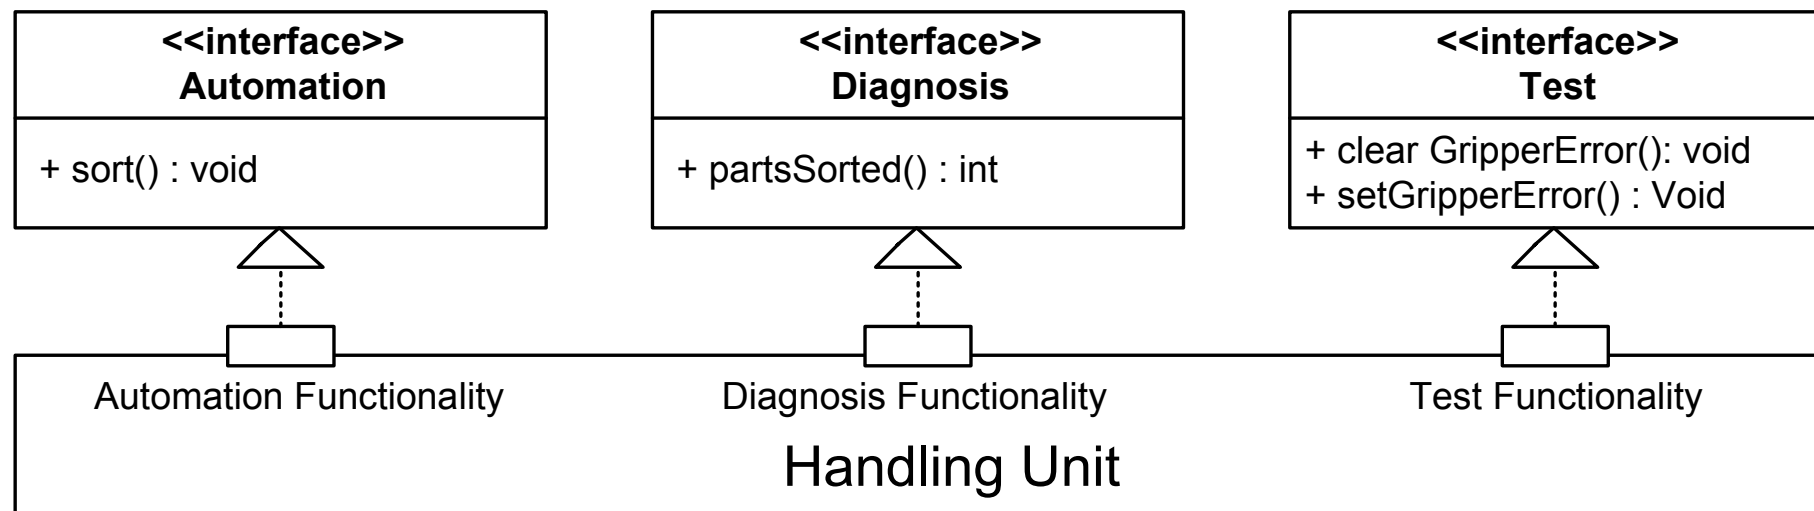 <<interface>>
Automation
+ sort() : void
<<interface>>
Diagnosis
+ partsSorted() : int
<<interface>>
Test
+ clear GripperError(): void
+ setGripperError() : Void
Automation Functionality
Diagnosis Functionality
Test Functionality
Handling Unit